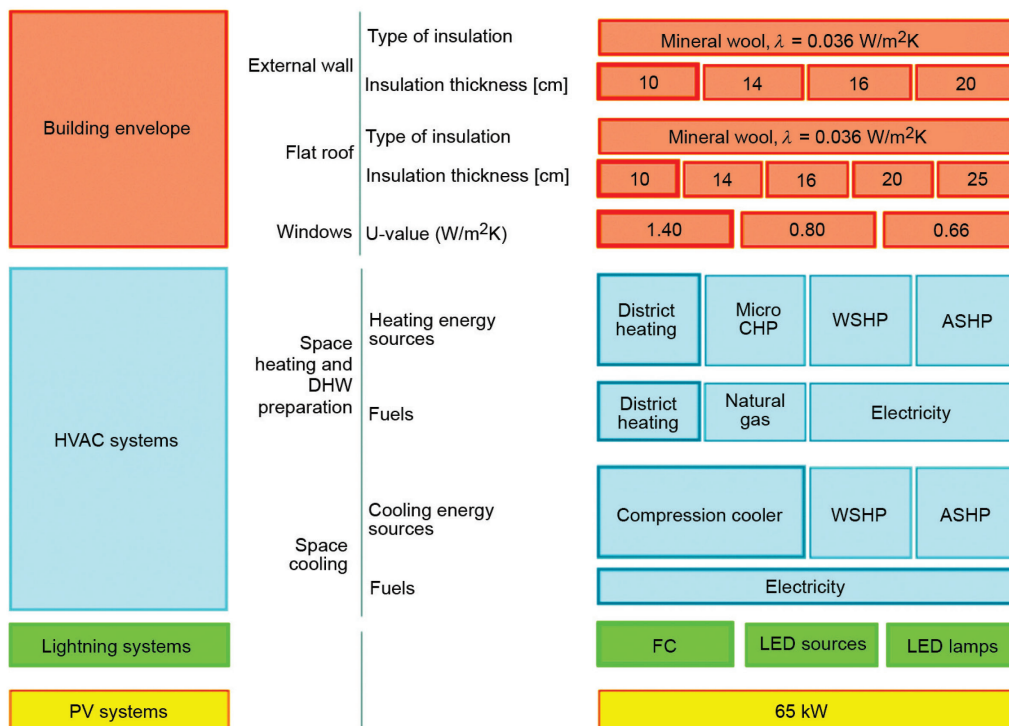 Building envelope
External wall
Type of insulation
Mineral wool, λ = 0.036 W/m²K
Insulation thickness [cm]
10 14 16 20
Flat roof
Type of insulation
Mineral wool, λ = 0.036 W/m²K
Insulation thickness [cm]
10 14 16 20 25
Windows
U-value (W/m²K)
1.40 0.80 0.66
HVAC systems
Space
heating and
DHW
preparation
Heating energy
sources
District
heating
Micro
CHP
WSHP
ASHP
Fuels
District
heating
Natural
gas
Electricity
Space
cooling
Cooling energy
sources
Compression cooler
WSHP
ASHP
Fuels
Electricity
Lightning systems
FC
LED sources
LED lamps
PV systems
65 kW